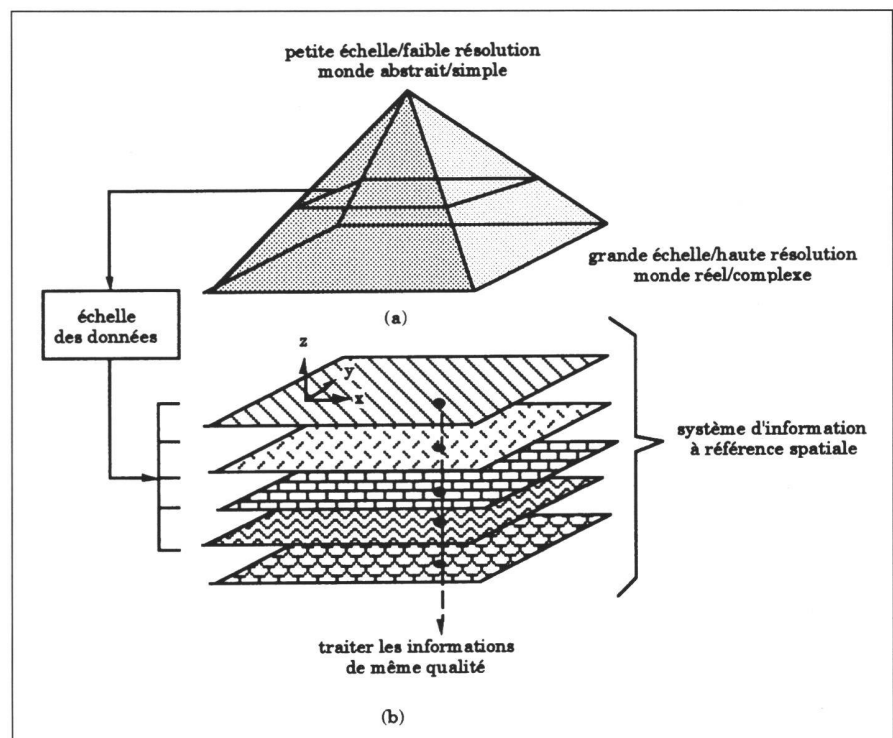 petite échelle/faible résolution
monde abstrait/simple
grande échelle/haute résolution
monde réel/complexe
(a)
échelle
des données
z
y
x
système d'information
à référence spatiale
traiter les informations
de même qualité
(b)